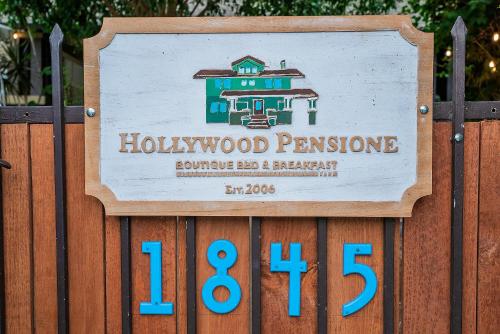 HOLLYWOOD PENSIONE
BOUTIQUE BED & BREAKFAST
EST. 2006
1845